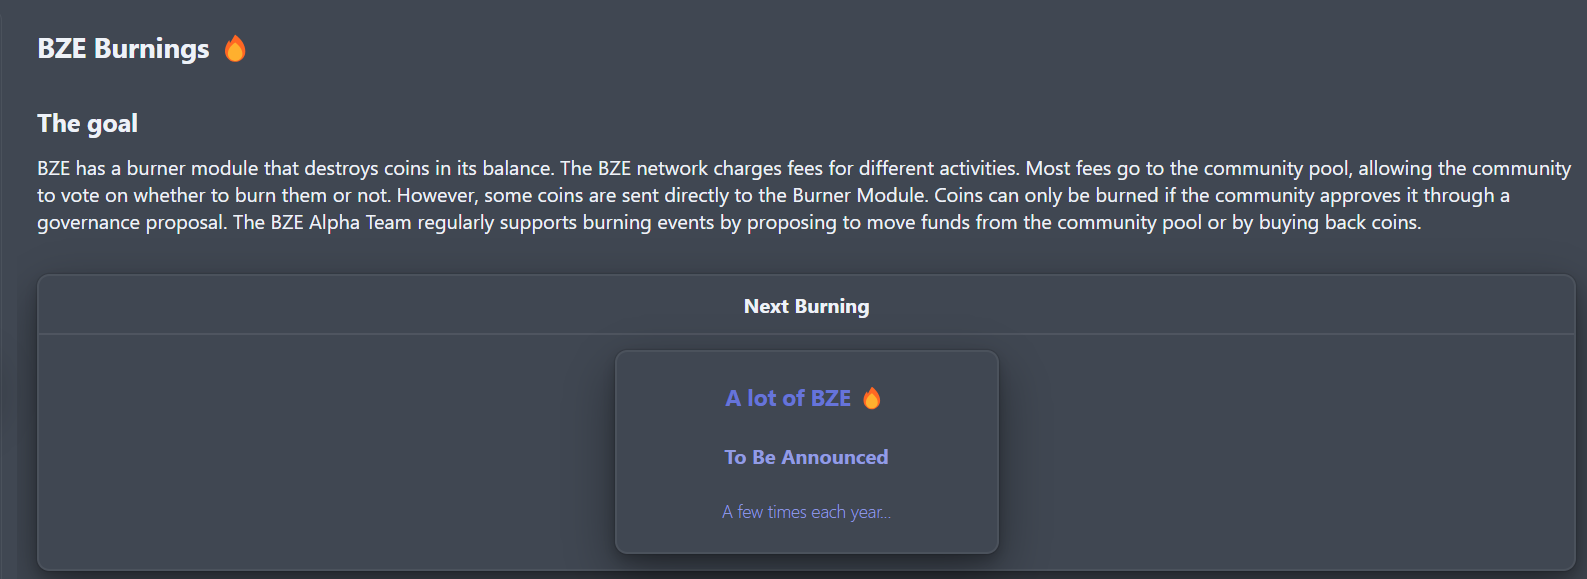 BZE Burnings 🔥
The goal
BZE has a burner module that destroys coins in its balance. The BZE network charges fees for different activities. Most fees go to the community pool, allowing the community
to vote on whether to burn them or not. However, some coins are sent directly to the Burner Module. Coins can only be burned if the community approves it through a
governance proposal. The BZE Alpha Team regularly supports burning events by proposing to move funds from the community pool or by buying back coins.
Next Burning
A lot of BZE 🔥
To Be Announced
A few times each year...